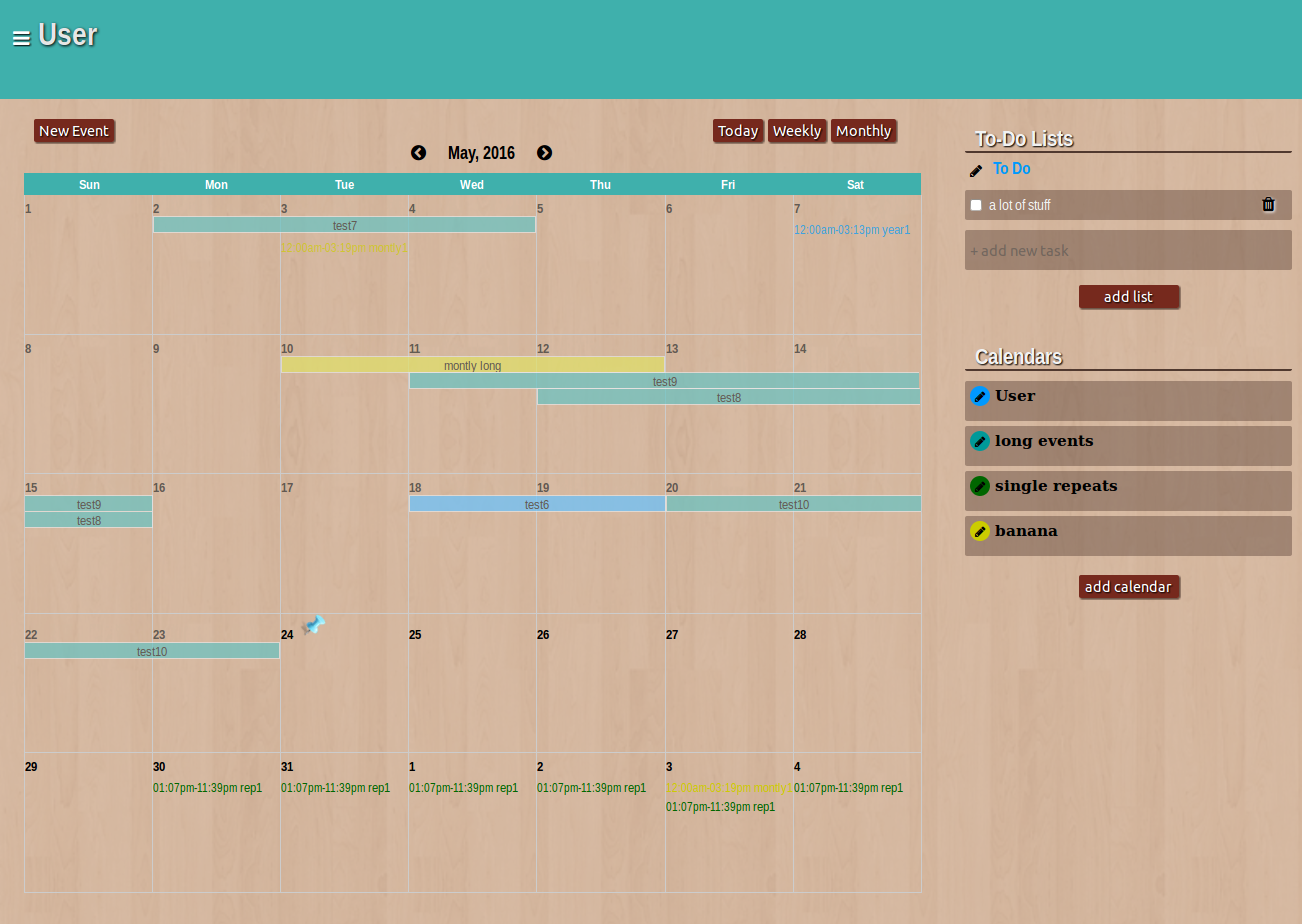 User
New Event
Today Weekly Monthly
May, 2016
Sun Mon Tue Wed Thu Fri Sat
1 2 3 4 5 6 7
test7
12:00am-03:13pm year1
8 9 10 11 12 13 14
montly long
test9
test8
15 16 17 18 19 20 21
test9 test6 test10
test8
22 23 24 25 26 27 28
test10
29 30 31 1 2 3 4
01:07pm-11:39pm rep1 01:07pm-11:39pm rep1 01:07pm-11:39pm rep1 01:07pm-11:39pm rep1 01:07pm-11:39pm rep1
01:07pm-11:39pm rep1
To-Do Lists
To Do
a lot of stuff
+ add new task
add list
Calendars
User
long events
single repeats
banana
add calendar